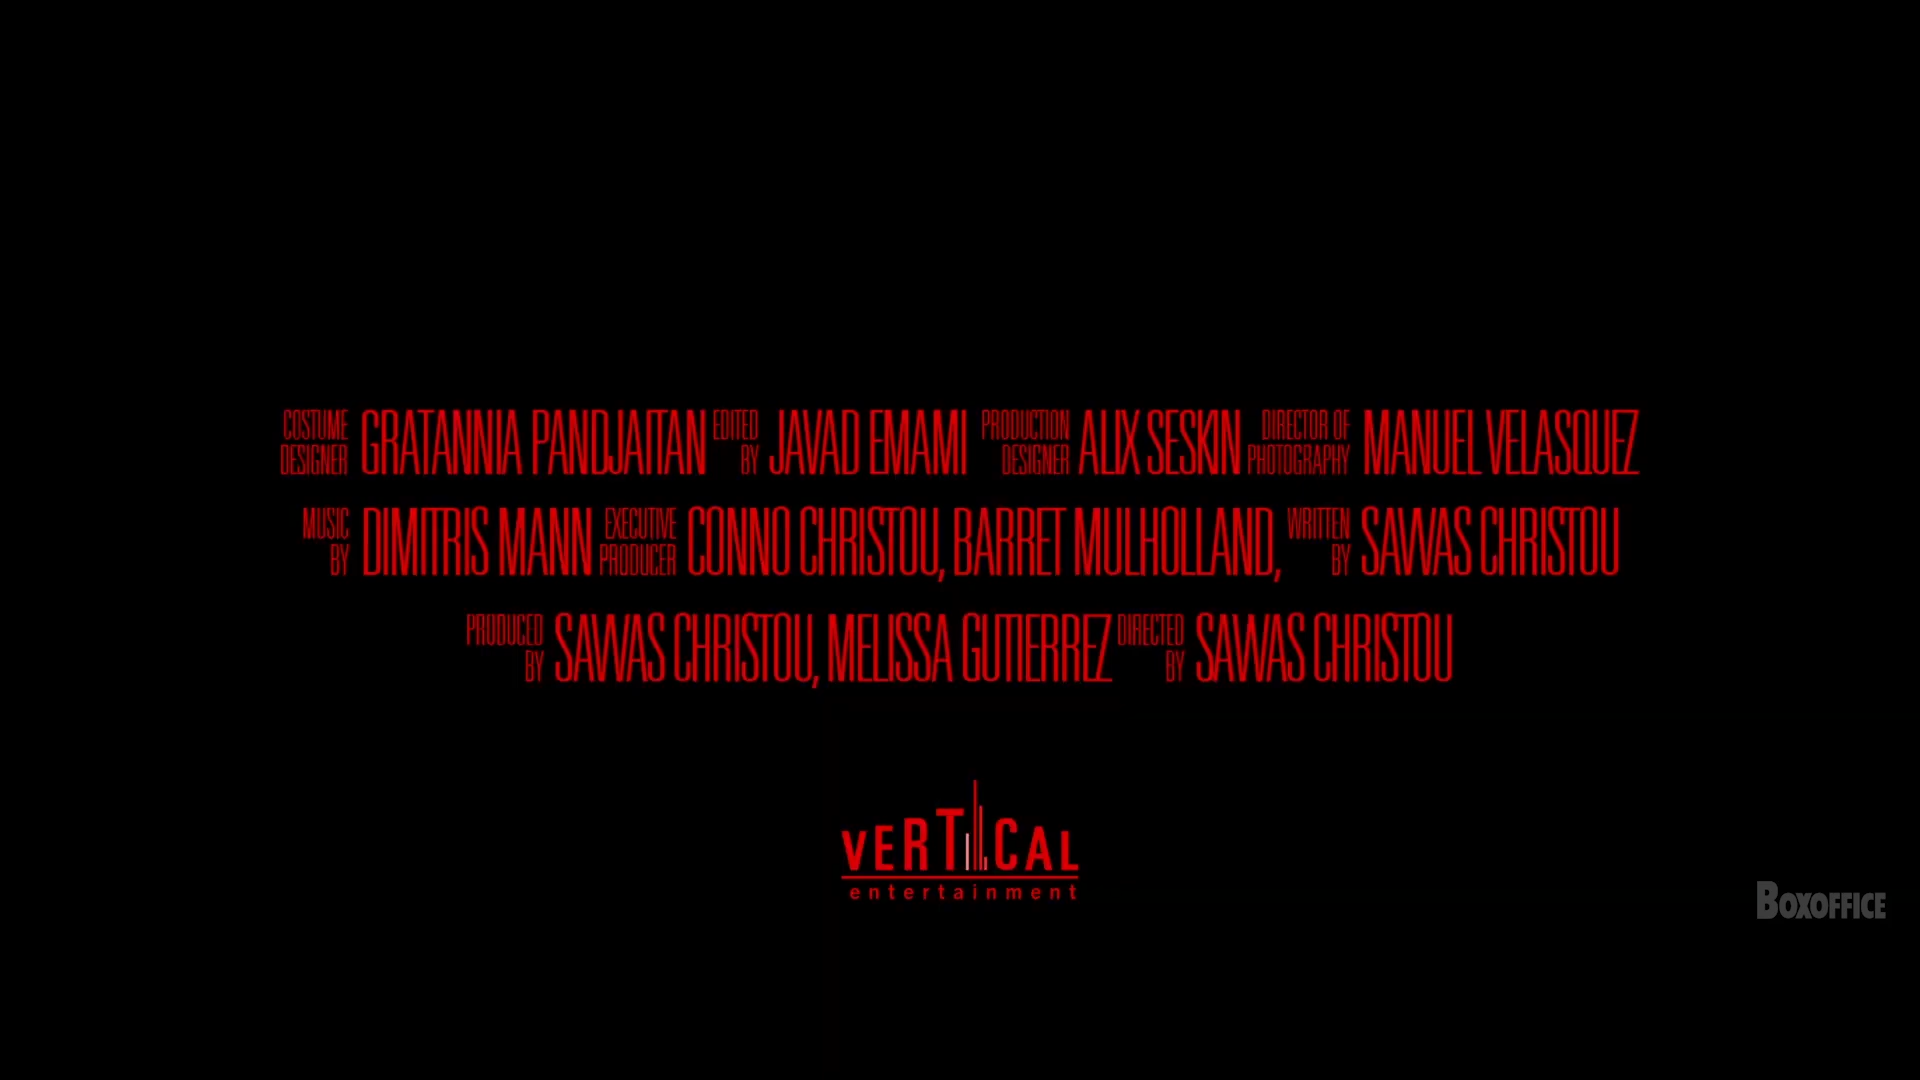 COSTUME DESIGNER GRATANNIA PANDJAITAN EDITED BY JAVAD EMAMI PRODUCTION DESIGNER ALIX SESKIN DIRECTOR OF PHOTOGRAPHY MANUEL VELASQUEZ
MUSIC BY DIMITRIS MANN EXECUTIVE PRODUCER CONNO CHRISTOU, BARRET MULHOLLAND, WRITTEN BY SAVVAS CHRISTOU
PRODUCED BY SAVVAS CHRISTOU, MELISSA GUTIERREZ DIRECTED BY SAVVAS CHRISTOU
VERTICAL
entertainment
BOXOFFICE